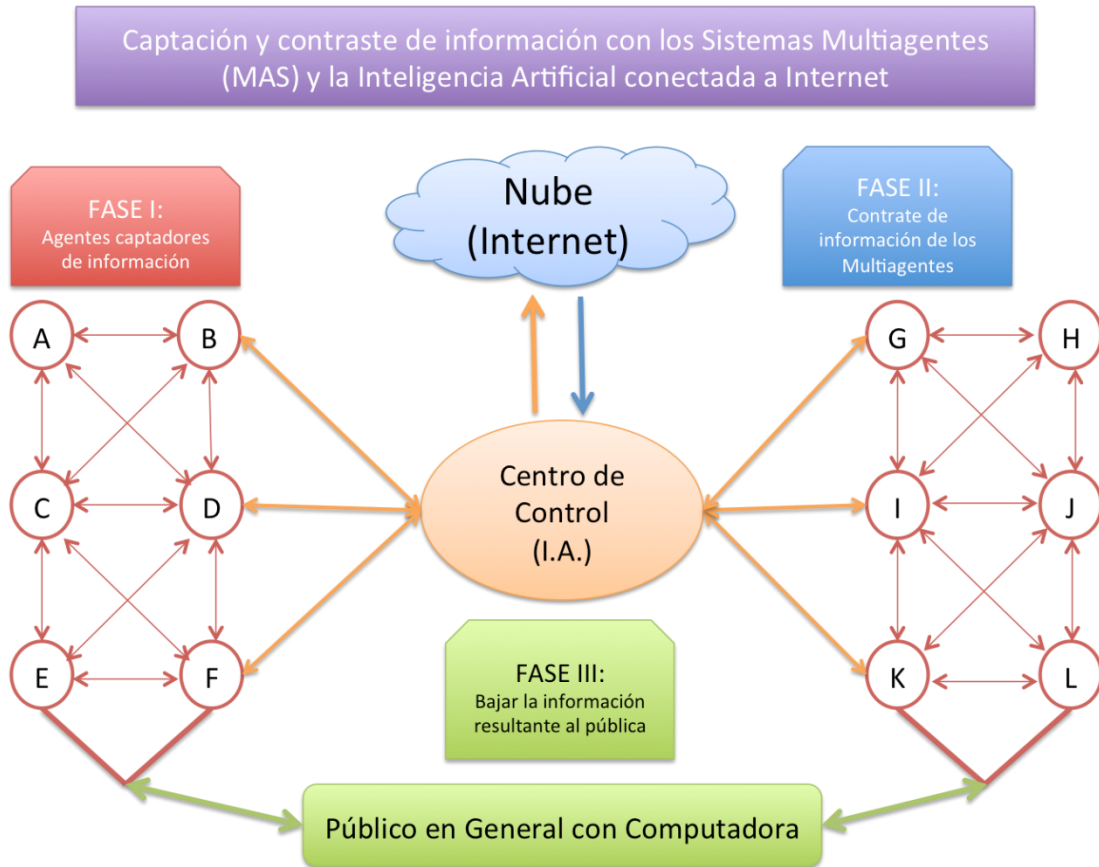 Captación y contraste de información con los Sistemas Multiagentes
(MAS) y la Inteligencia Artificial conectada a Internet
Nube
(Internet)
FASE I:
Agentes captadores
de información
FASE II:
Contrate de
información de los
Multiagentes
A
B
G
H
C
D
Centro de
Control
(I.A.)
I
J
E
F
K
L
FASE III:
Bajar la información
resultante al pública
Público en General con Computadora